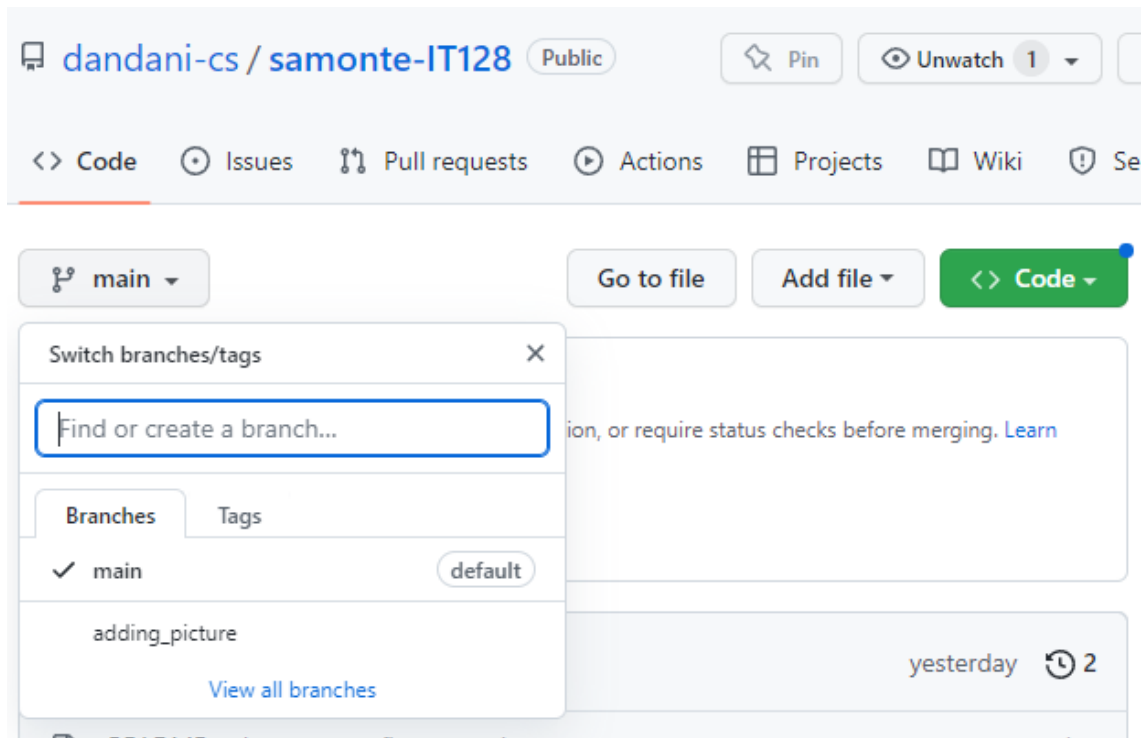 dandani-cs / samonte-IT128 Public Pin Unwatch 1
Code Issues Pull requests Actions Projects Wiki Se
main Go to file Add file Code
Switch branches/tags
Find or create a branch...
ion, or require status checks before merging. Learn
Branches Tags
main default
adding_picture
yesterday 2
View all branches